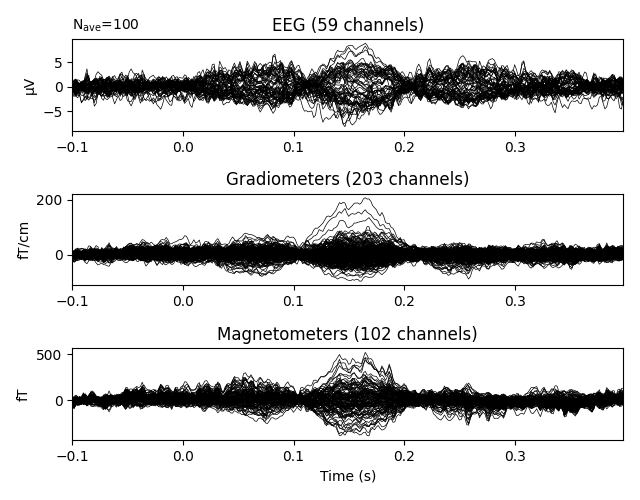 N_ave=100
EEG (59 channels)
5
0
−5
µV
−0.1 0.0 0.1 0.2 0.3
Gradiometers (203 channels)
200
0
fT/cm
−0.1 0.0 0.1 0.2 0.3
Magnetometers (102 channels)
500
0
fT
−0.1 0.0 0.1 0.2 0.3
Time (s)